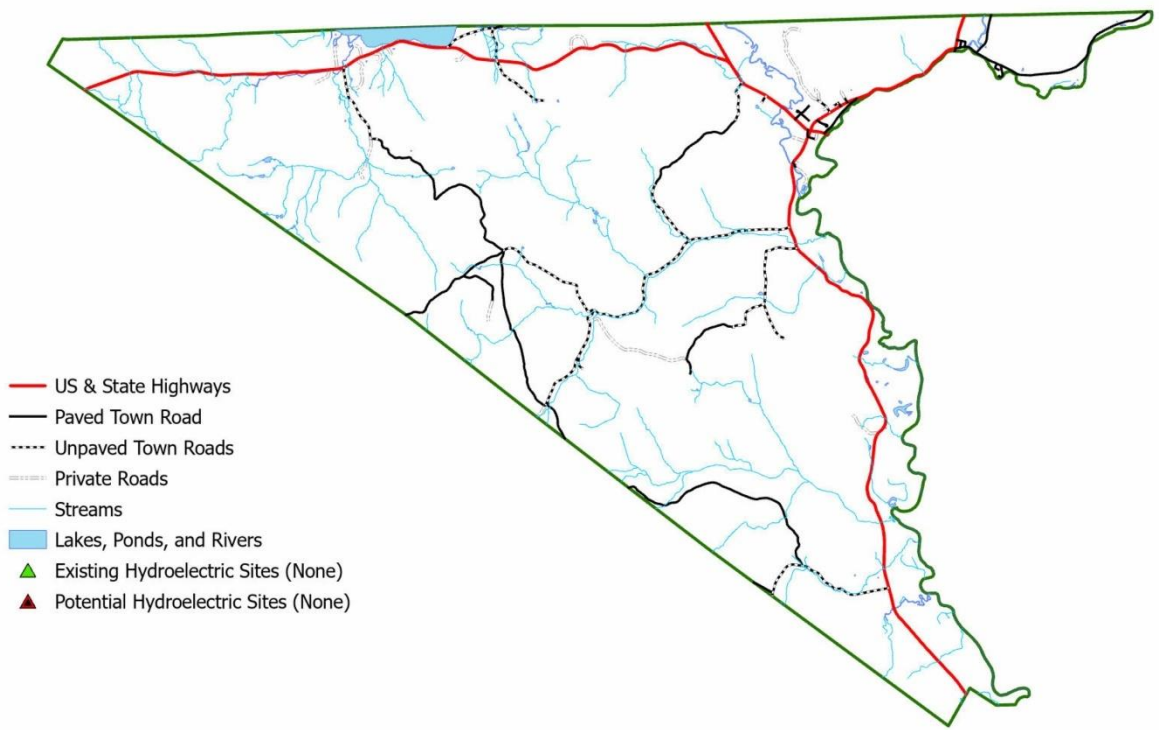 US & State Highways
Paved Town Road
Unpaved Town Roads
Private Roads
Streams
Lakes, Ponds, and Rivers
Existing Hydroelectric Sites (None)
Potential Hydroelectric Sites (None)